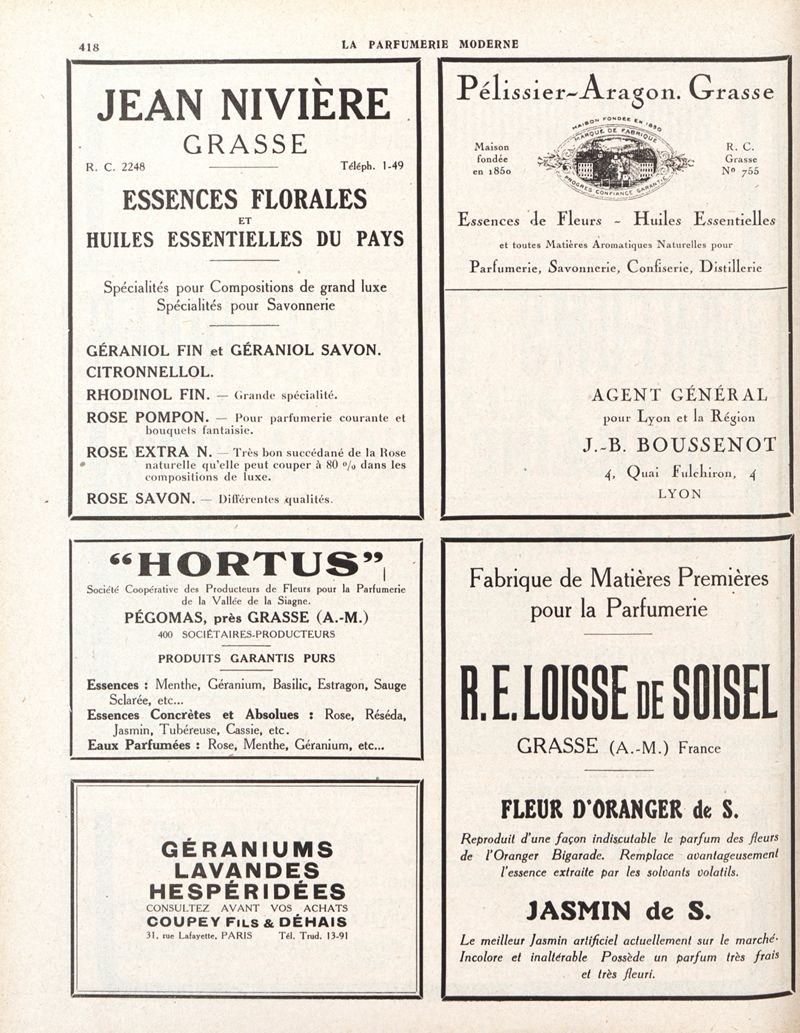 418
LA PARFUMERIE MODERNE
JEAN NIVIÈRE
GRASSE
R. C. 2248
Téléph. 1-49
ESSENCES FLORALES
ET
HUILES ESSENTIELLES DU PAYS
Spécialités pour Compositions de grand luxe
Spécialités pour Savonnerie
GÉRANIOL FIN et GÉRANIOL SAVON.
CITRONNELLOL.
RHODINOL FIN. — Grande spécialité.
ROSE POMPON. — Pour parfumerie courante et
bouquets fantaisie.
ROSE EXTRA N. — Très bon succédané de la Rose
naturelle qu'elle peut couper à 80 % dans les
compositions de luxe.
ROSE SAVON. — Différentes qualités.
Pélissier-Aragon. Grasse
Maison
fondée
en 1850
MAISON FONDÉE EN 1850
MARQUE DE FABRIQUE
PROGRÈS CONFIANCE GARANTIE
R. C.
Grasse
No 755
Essences de Fleurs - Huiles Essentielles
et toutes Matières Aromatiques Naturelles pour
Parfumerie, Savonnerie, Confiserie, Distillerie
AGENT GÉNÉRAL
pour Lyon et la Région
J.-B. BOUSSENOT
4, Quai Fulchiron, 4
LYON
“HORTUS”
Société Coopérative des Producteurs de Fleurs pour la Parfumerie
de la Vallée de la Siagne.
PÉGOMAS, près GRASSE (A.-M.)
400 SOCIÉTAIRES-PRODUCTEURS
PRODUITS GARANTIS PURS
Essences : Menthe, Géranium, Basilic, Estragon, Sauge
Sclarée, etc...
Essences Concrètes et Absolues : Rose, Réséda,
Jasmin, Tubéreuse, Cassie, etc.
Eaux Parfumées : Rose, Menthe, Géranium, etc...
GÉRANIUMS
LAVANDES
HESPÉRIDÉES
CONSULTEZ AVANT VOS ACHATS
COUPEY FILS & DÉHAIS
31, rue Lafayette, PARIS Tél. Trud. 13-91
Fabrique de Matières Premières
pour la Parfumerie
R. E. LOISSE DE SOISEL
GRASSE (A.-M.) France
FLEUR D'ORANGER de S.
Reproduit d'une façon indiscutable le parfum des fleurs
de l'Oranger Bigarade. Remplace avantageusement
l'essence extraite par les solvants volatils.
JASMIN de S.
Le meilleur Jasmin artificiel actuellement sur le marché.
Incolore et inaltérable Possède un parfum très frais
et très fleuri.